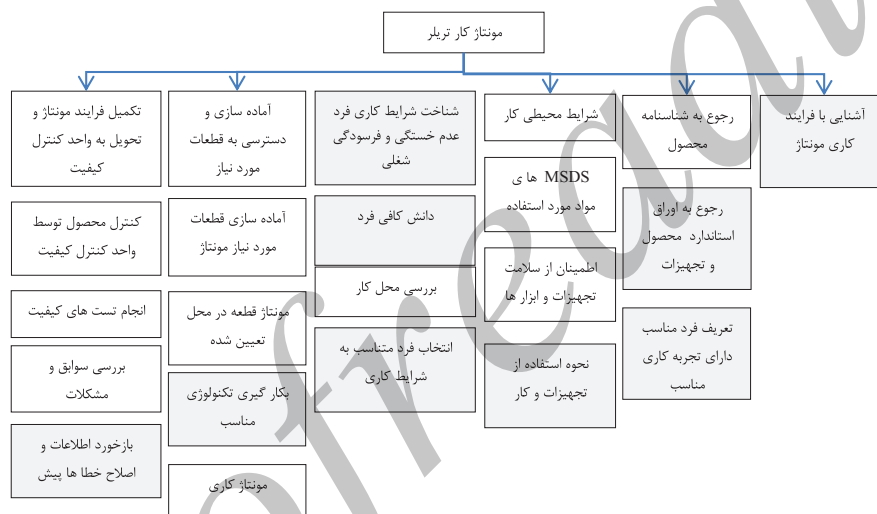 مونتاژ کار تریلر
آشنایی با فرایند
کاری مونتاژ
رجوع به شناسنامه
محصول
رجوع به اوراق
استاندارد محصول
و تجهیزات
تعریف فرد مناسب
دارای تجربه کاری
مناسب
شرایط محیطی کار
MSDS ها ی
مواد مورد استفاده
اطمینان از سلامت
تجهیزات و ابزار ها
نحوه استفاده از
تجهیزات و کار
شناخت شرایط کاری فرد
عدم خستگی و فرسودگی
شغلی
دانش کافی فرد
بررسی محل کار
انتخاب فرد متناسب به
شرایط کاری
آماده سازی و
دسترسی به قطعات
مورد نیاز
آماده سازی قطعات
مورد نیاز مونتاژ
مونتاژ قطعه در محل
تعیین شده
بکار گیری تکنولوژی
مناسب
مونتاژ کاری
تکمیل فرایند مونتاژ و
تحویل به واحد کنترل
کیفیت
کنترل محصول توسط
واحد کنترل کیفیت
انجام تست های کیفیت
بررسی سوابق و
مشکلات
بازخورد اطلاعات و
اصلاح خطا ها پیش